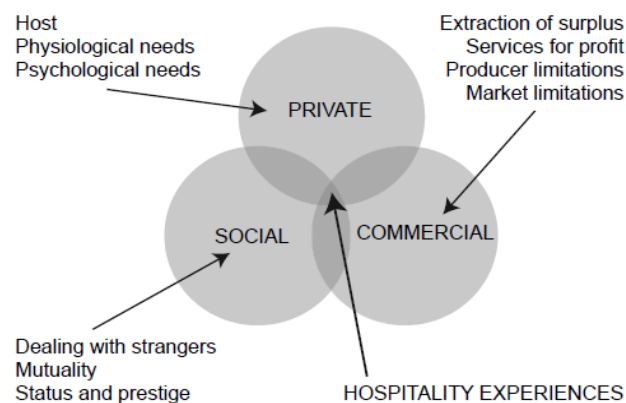 Host
Physiological needs
Psychological needs
Extraction of surplus
Services for profit
Producer limitations
Market limitations
PRIVATE
SOCIAL
COMMERCIAL
Dealing with strangers
Mutuality
Status and prestige
HOSPITALITY EXPERIENCES